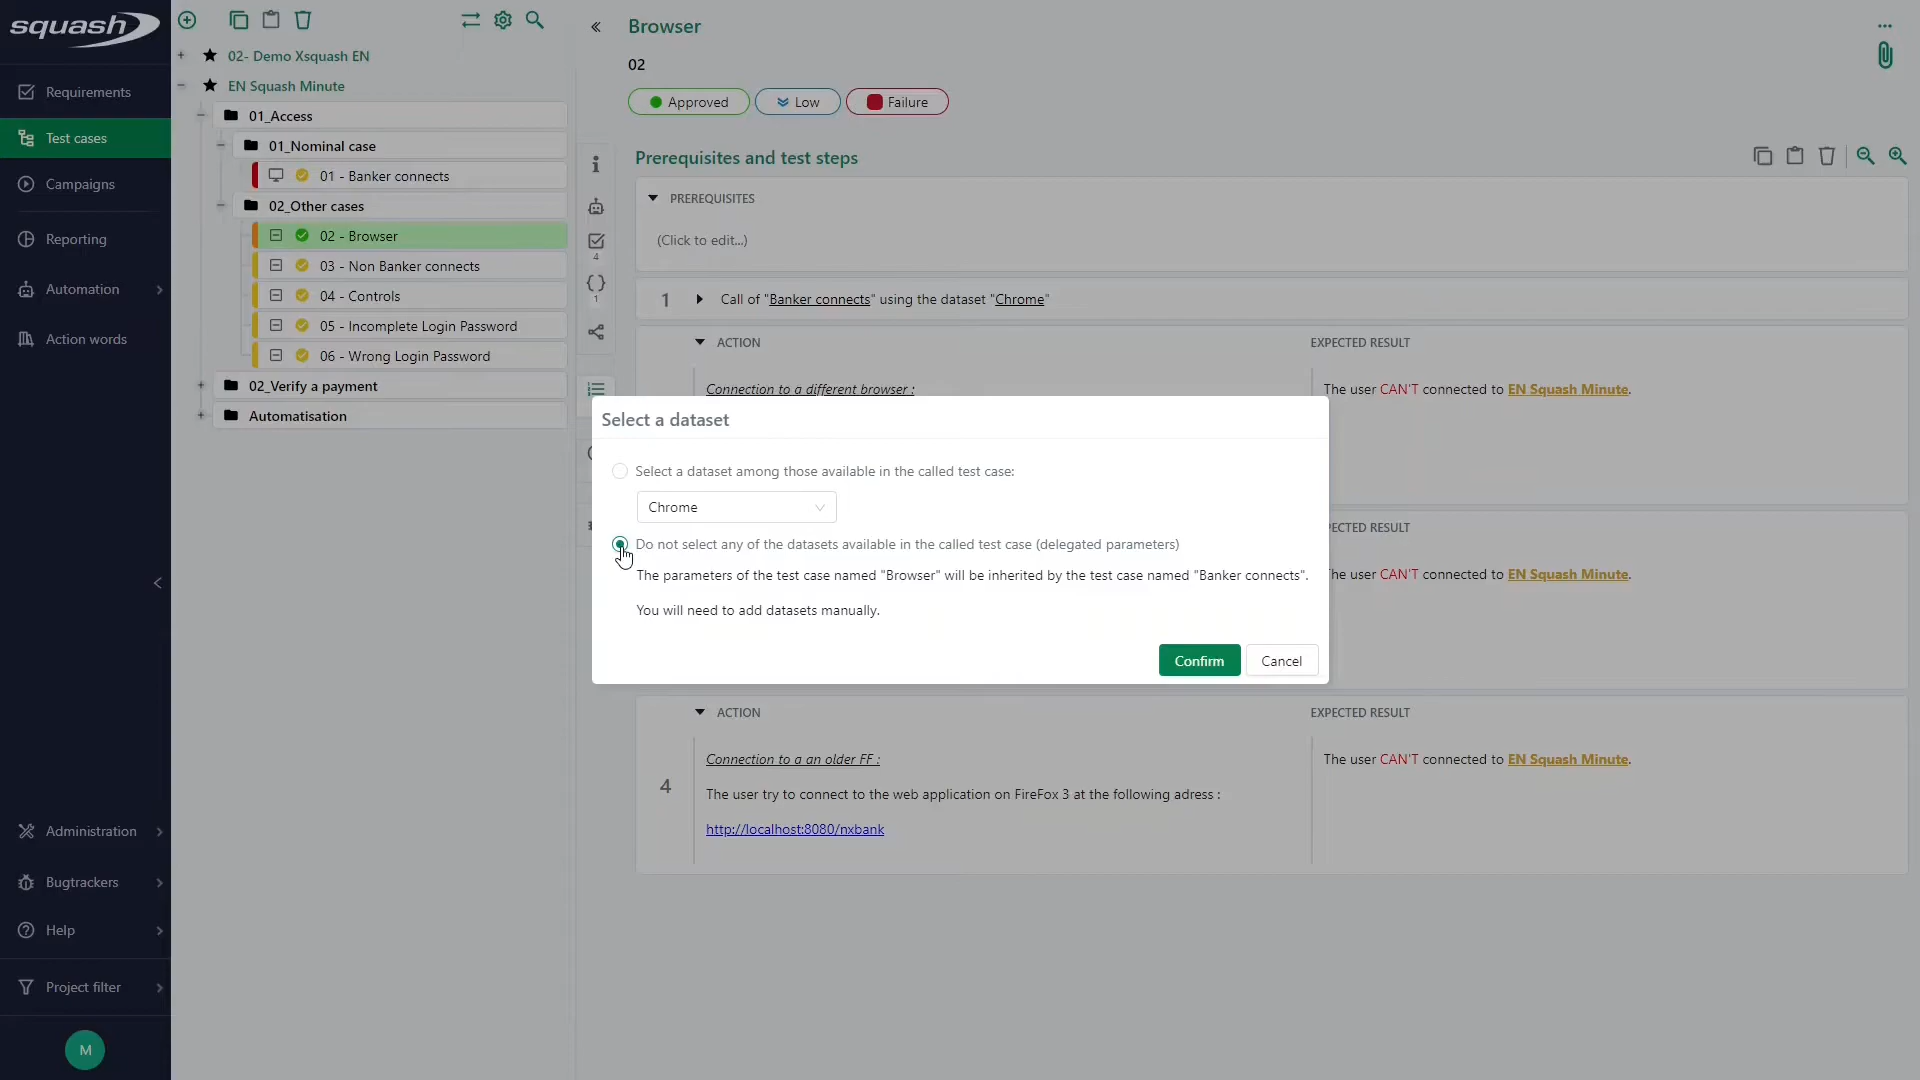 squash
Requirements
Test cases
Campaigns
Reporting
Automation
Action words
Administration
Bugtrackers
Help
Project filter
M
02- Demo Xsquash EN
EN Squash Minute
01_Access
01_Nominal case
01 - Banker connects
02_Other cases
02 - Browser
03 - Non Banker connects
04 - Controls
05 - Incomplete Login Password
06 - Wrong Login Password
02_Verify a payment
Automatisation
Browser
02
Approved
Low
Failure
4
1
Prerequisites and test steps
PREREQUISITES
(Click to edit...)
1 Call of "Banker connects" using the dataset "Chrome"
ACTION EXPECTED RESULT
Connection to a different browser : The user CAN'T connected to EN Squash Minute.
Select a dataset
Select a dataset among those available in the called test case:
Chrome
Do not select any of the datasets available in the called test case (delegated parameters)
The parameters of the test case named "Browser" will be inherited by the test case named "Banker connects".
You will need to add datasets manually.
Confirm Cancel
RESULT
user CAN'T connected to EN Squash Minute.
ACTION EXPECTED RESULT
4
Connection to a an older FF : The user CAN'T connected to EN Squash Minute.
The user try to connect to the web application on FireFox 3 at the following adress :
http://localhost:8080/nxbank